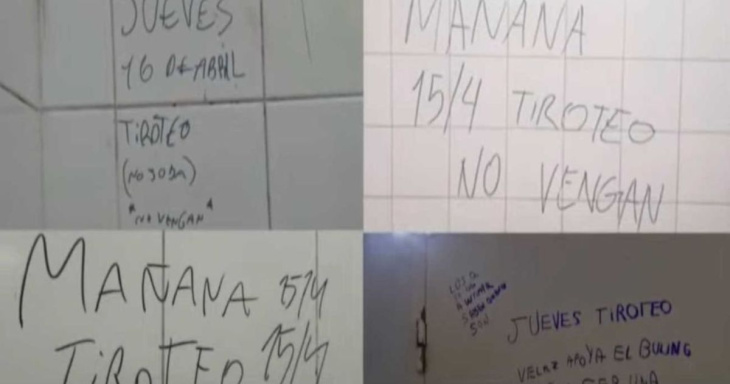 JUEVES
16 DE ABRIL
TIROTEO
(NO JODA)
"NO VENGAN"
MAÑANA
15/4 TIROTEO
NO VENGAN
MAÑANA 15/4
TIROTEO 15/4
JUEVES TIROTEO
VELAZ APOYA EL BULING